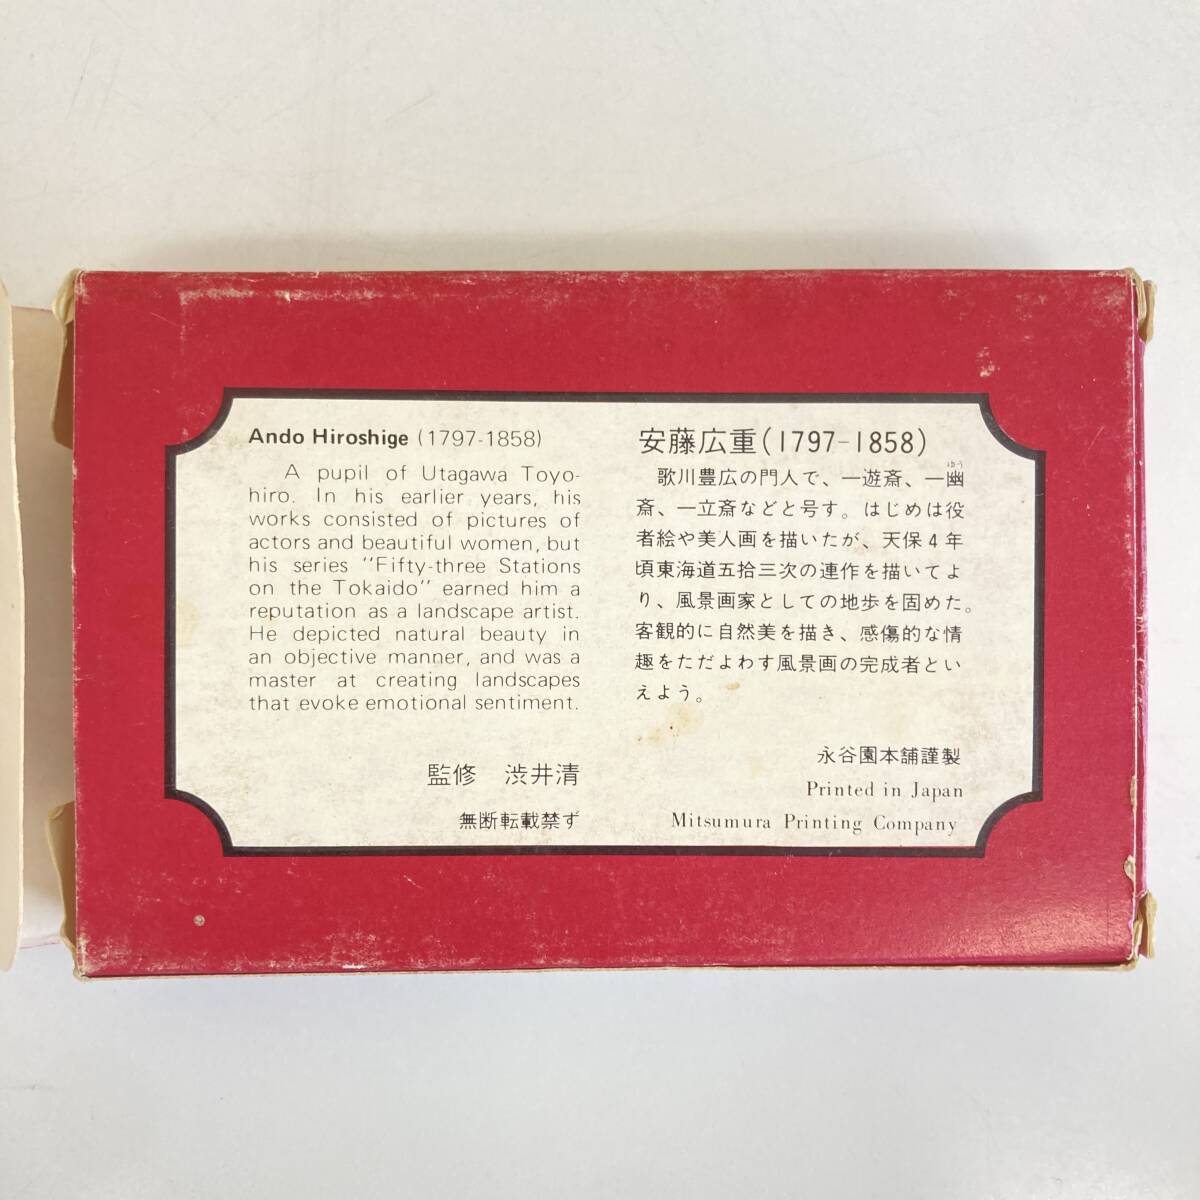 Ando Hiroshige (1797-1858)
A pupil of Utagawa Toyo-
hiro. In his earlier years, his
works consisted of pictures of
actors and beautiful women, but
his series "Fifty-three Stations
on the Tokaido" earned him a
reputation as a landscape artist.
He depicted natural beauty in
an objective manner, and was a
master at creating landscapes
that evoke emotional sentiment.
監修 渋井清
無断転載禁ず
安藤広重(1797-1858)
歌川豊広の門人で、一遊斎、一幽
ゆう
斎、一立斎などと号す。はじめは役
者絵や美人画を描いたが、天保4年
頃東海道五拾三次の連作を描いてよ
り、風景画家としての地歩を固めた。
客観的に自然美を描き、感傷的な情
趣をただよわす風景画の完成者とい
えよう。
永谷園本舗謹製
Printed in Japan
Mitsumura Printing Company